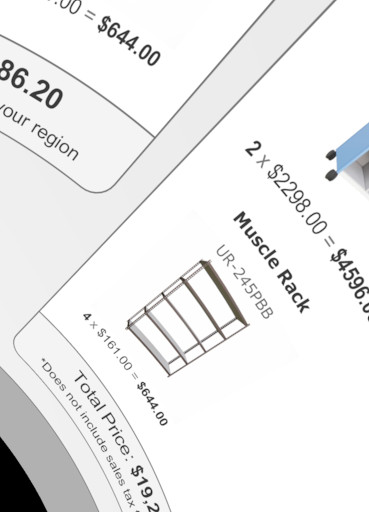 .00 = $644.00
86.20
your region
2 x $2298.00 = $4596.0
Muscle Rack
UR-245PBB
4 x $161.00 = $644.00
Total Price: $19,2
*Does not include sales tax